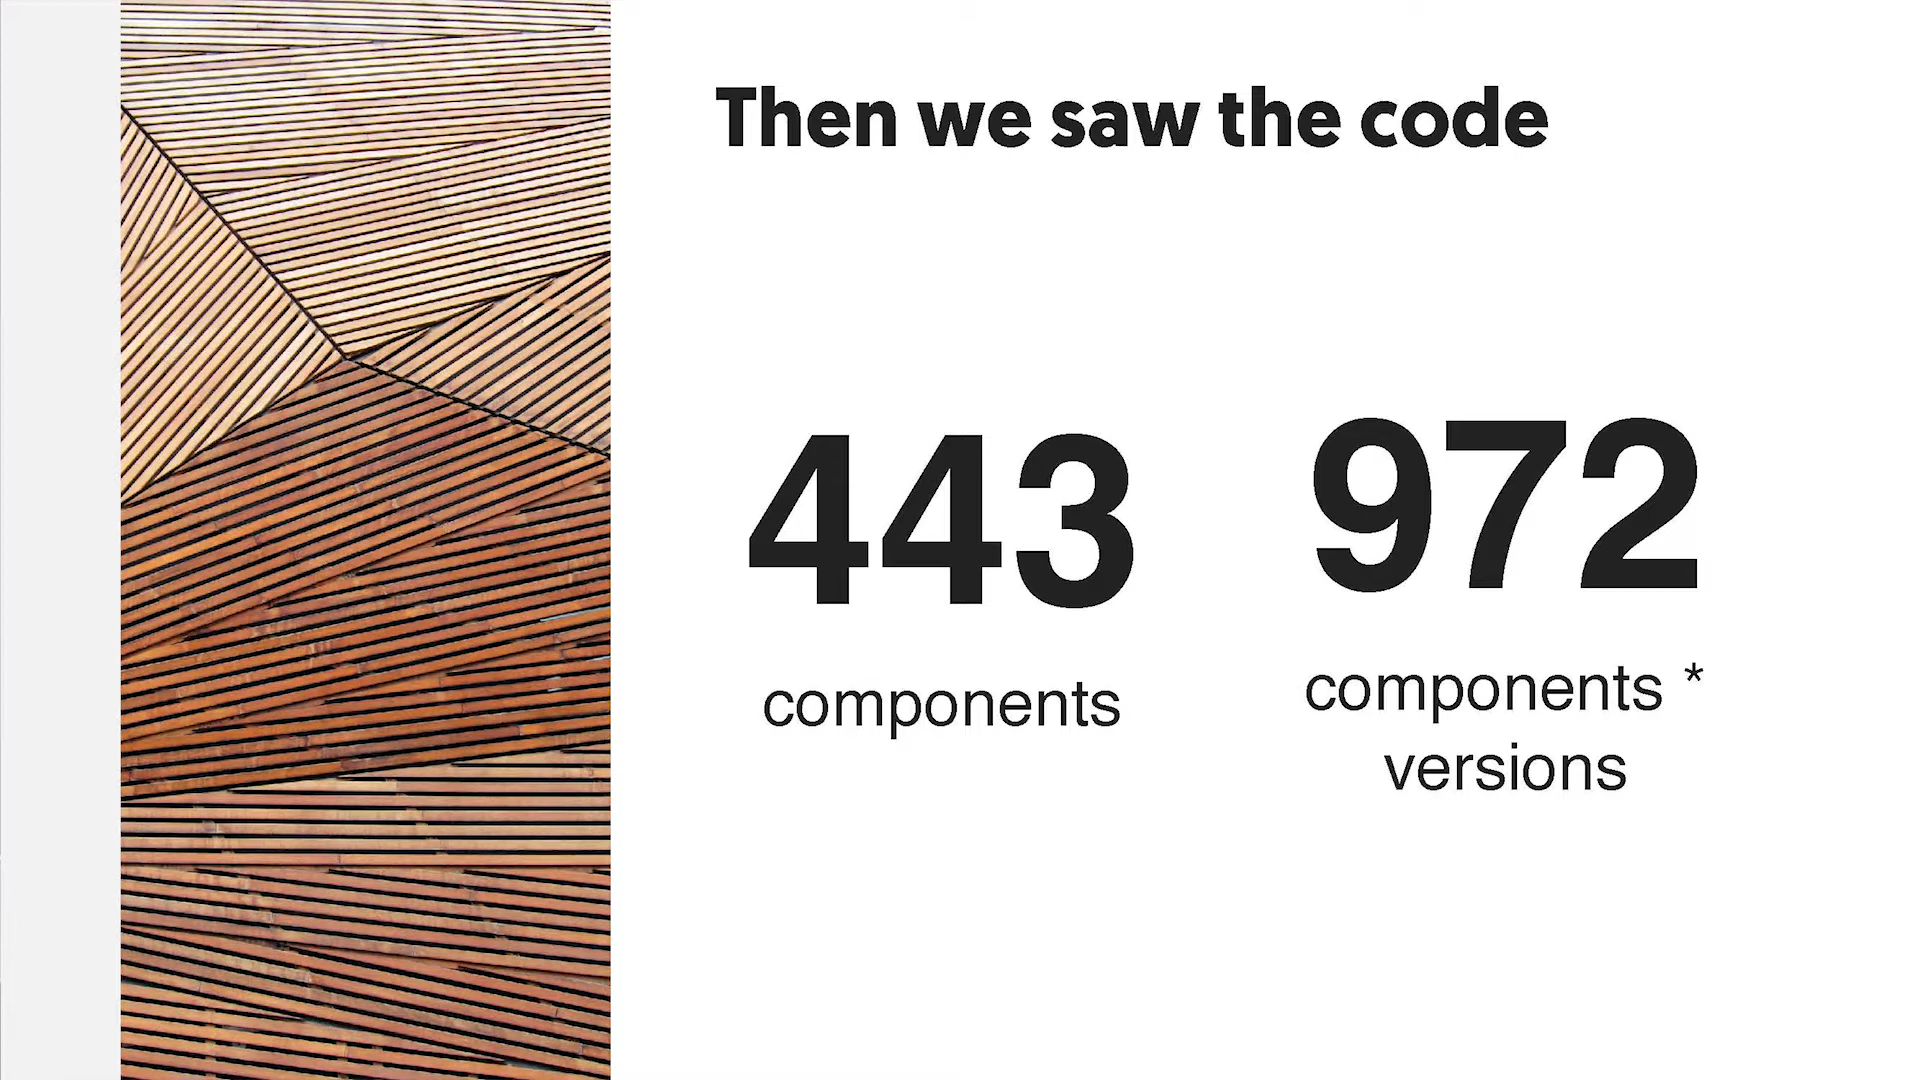 Then we saw the code
443
components
972
components *
versions